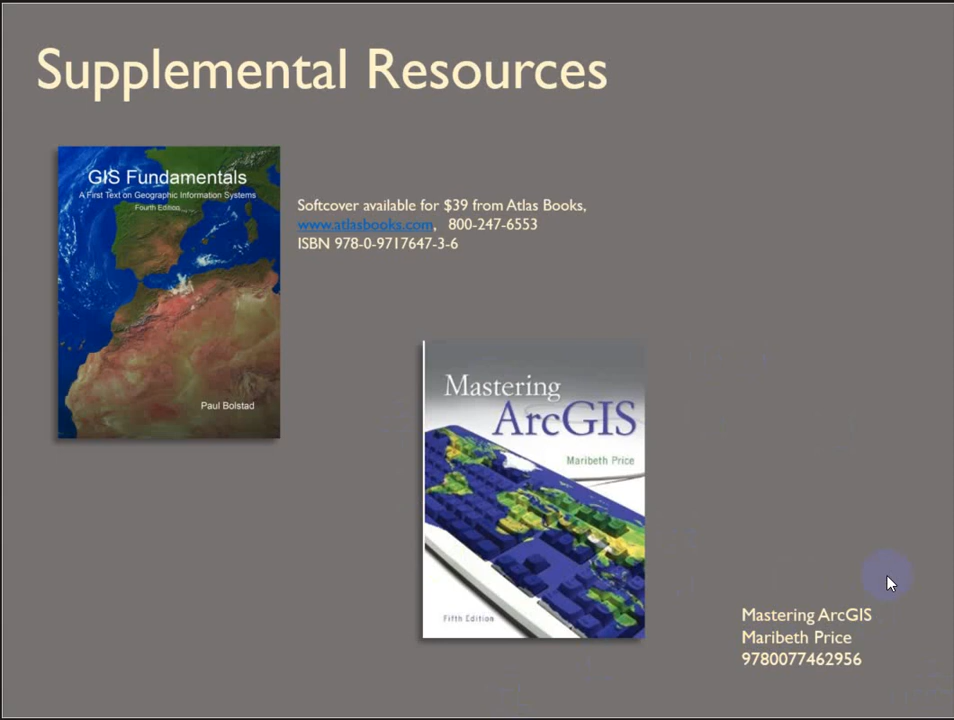 Supplemental Resources
GIS Fundamentals
A First Text on Geographic Information Systems
Fourth Edition
Paul Bolstad
Softcover available for $39 from Atlas Books,
www.atlasbooks.com, 800-247-6553
ISBN 978-0-9717647-3-6
Mastering
ArcGIS
Maribeth Price
Fifth Edition
Mastering ArcGIS
Maribeth Price
9780077462956